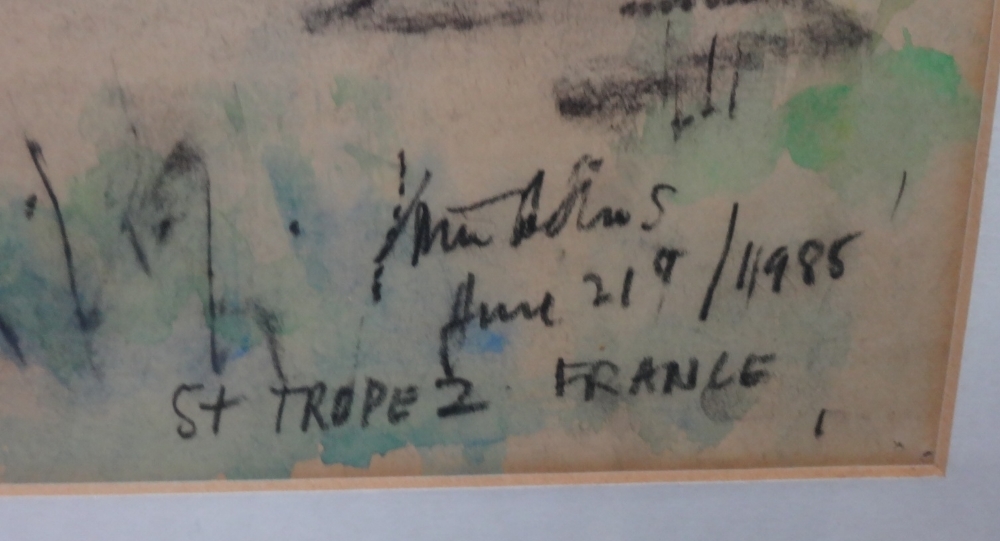 June 21st /1985
St TROPEZ FRANCE